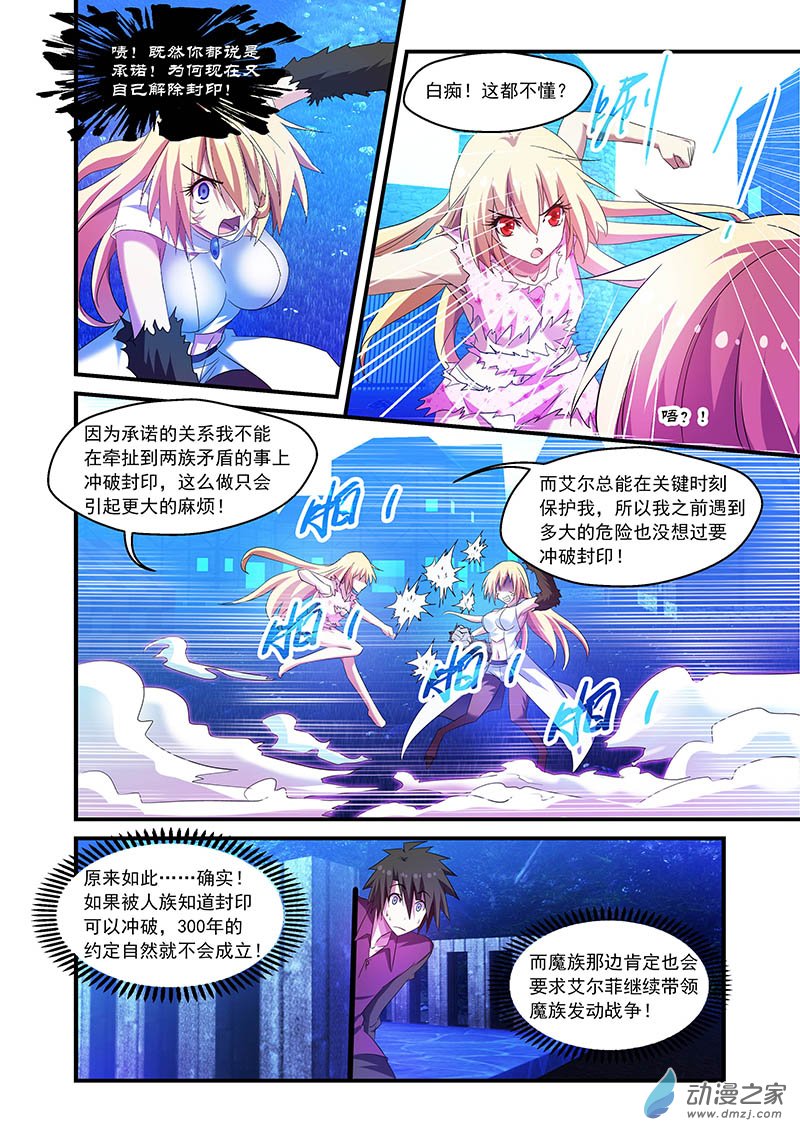 啧！既然你都说是
承诺！为何现在又
自己解除封印！
白痴！这都不懂？
唰
唔？！
因为承诺的关系我不能
在牵扯到两族矛盾的事上
冲破封印，这么做只会
引起更大的麻烦！
而艾尔总能在关键时刻
保护我，所以我之前遇到
多大的危险也没想过要
冲破封印！
啪！
啪！
啪！
啪！
原来如此……确实！
如果被人族知道封印
可以冲破，300年的
约定自然就不会成立！
而魔族那边肯定也会
要求艾尔菲继续带领
魔族发动战争！
动漫之家
www.dmzj.com